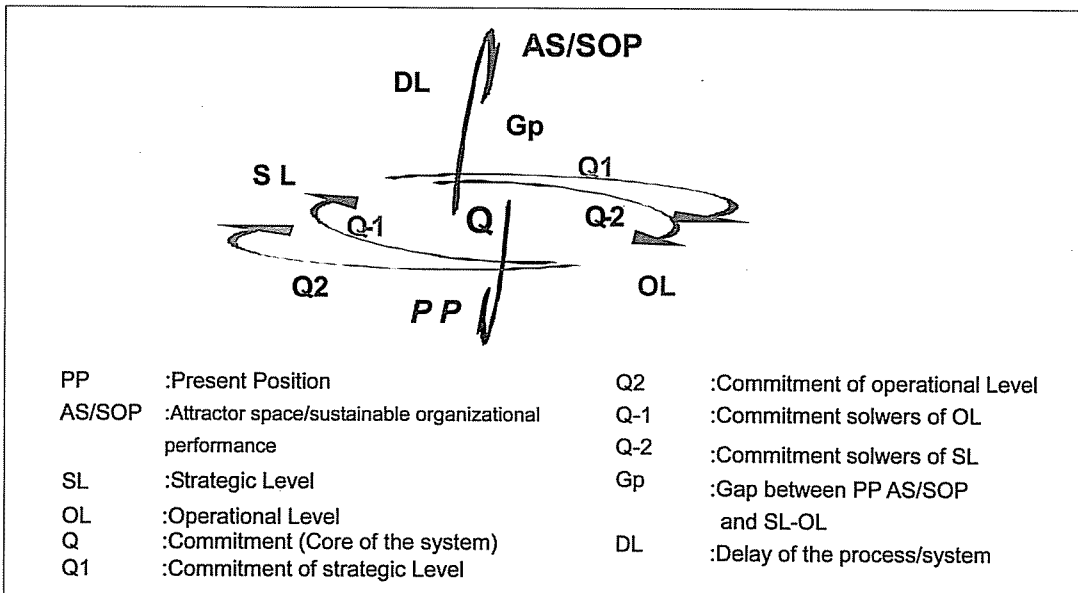 AS/SOP
DL
Gp
Q1
S L
Q-1
Q
Q-2
Q2
OL
P P
PP :Present Position
AS/SOP :Attractor space/sustainable organizational
performance
SL :Strategic Level
OL :Operational Level
Q :Commitment (Core of the system)
Q1 :Commitment of strategic Level
Q2 :Commitment of operational Level
Q-1 :Commitment solwers of OL
Q-2 :Commitment solwers of SL
Gp :Gap between PP AS/SOP
and SL-OL
DL :Delay of the process/system